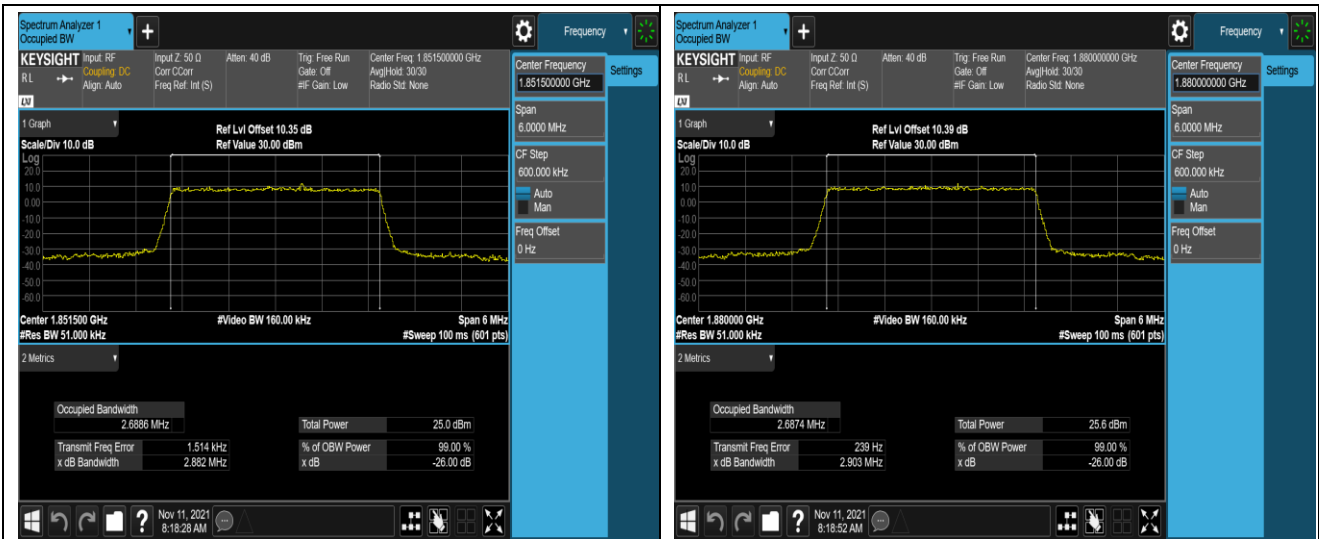 Spectrum Analyzer 1
Occupied BW
+
Frequency
KEYSIGHT Input: RF Input Z: 50 Ω Atten: 40 dB Trig: Free Run Center Freq: 1.851500000 GHz
RL Coupling: DC Corr CCorr Gate: Off Avg|Hold: 30/30
Align: Auto Freq Ref: Int (S) #IF Gain: Low Radio Std: None
LXI
Center Frequency
1.851500000 GHz
Settings
Span
6.0000 MHz
CF Step
600.000 kHz
Auto
Man
Freq Offset
0 Hz
1 Graph
Ref Lvl Offset 10.35 dB
Scale/Div 10.0 dB Ref Value 30.00 dBm
Log
20.0
10.0
0.00
-10.0
-20.0
-30.0
-40.0
-50.0
-60.0
Center 1.851500 GHz #Video BW 160.00 kHz Span 6 MHz
#Res BW 51.000 kHz #Sweep 100 ms (601 pts)
2 Metrics
Occupied Bandwidth
2.6886 MHz Total Power 25.0 dBm
Transmit Freq Error 1.514 kHz % of OBW Power 99.00 %
x dB Bandwidth 2.882 MHz x dB -26.00 dB
? Nov 11, 2021
8:18:28 AM
Spectrum Analyzer 1
Occupied BW
+
Frequency
KEYSIGHT Input: RF Input Z: 50 Ω Atten: 40 dB Trig: Free Run Center Freq: 1.880000000 GHz
RL Coupling: DC Corr CCorr Gate: Off Avg|Hold: 30/30
Align: Auto Freq Ref: Int (S) #IF Gain: Low Radio Std: None
LXI
Center Frequency
1.880000000 GHz
Settings
Span
6.0000 MHz
CF Step
600.000 kHz
Auto
Man
Freq Offset
0 Hz
1 Graph
Ref Lvl Offset 10.39 dB
Scale/Div 10.0 dB Ref Value 30.00 dBm
Log
20.0
10.0
0.00
-10.0
-20.0
-30.0
-40.0
-50.0
-60.0
Center 1.880000 GHz #Video BW 160.00 kHz Span 6 MHz
#Res BW 51.000 kHz #Sweep 100 ms (601 pts)
2 Metrics
Occupied Bandwidth
2.6874 MHz Total Power 25.6 dBm
Transmit Freq Error 239 Hz % of OBW Power 99.00 %
x dB Bandwidth 2.903 MHz x dB -26.00 dB
? Nov 11, 2021
8:18:52 AM